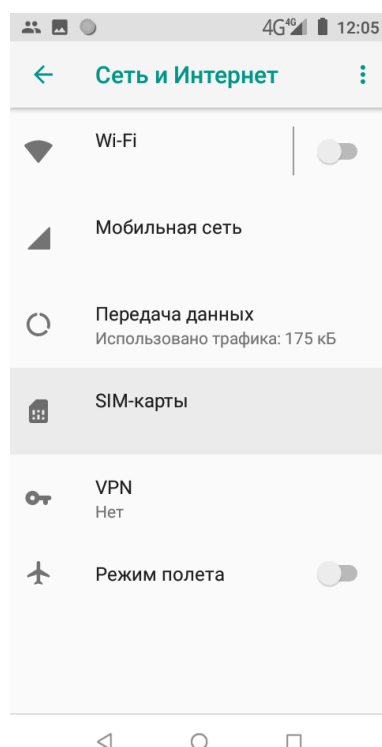 4G 4G 12:05
Сеть и Интернет
Wi-Fi
Мобильная сеть
Передача данных
Использовано трафика: 175 кБ
SIM-карты
VPN
Нет
Режим полета